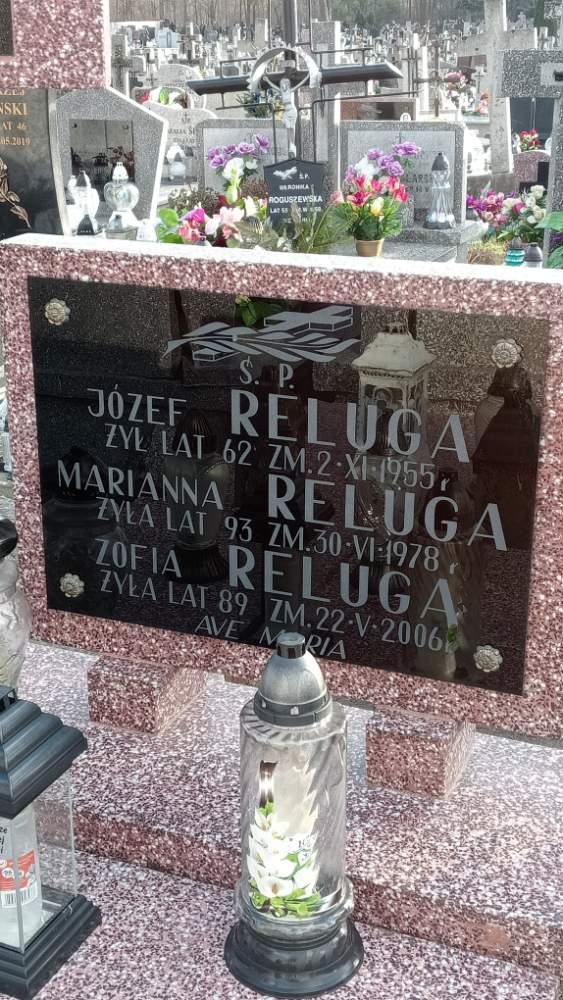 Ś. P.
WERONIKA
ROGUSZEWSKA
Ś. P.
JÓZEF RELUGA
ŻYŁ LAT 62 ZM. 2·XI·1955 r
MARIANNA RELUGA
ŻYŁA LAT 93 ZM. 30·VI·1978 r
ZOFIA RELUGA
ŻYŁA LAT 89 ZM. 22·V·2006 r.
AVE MARIA